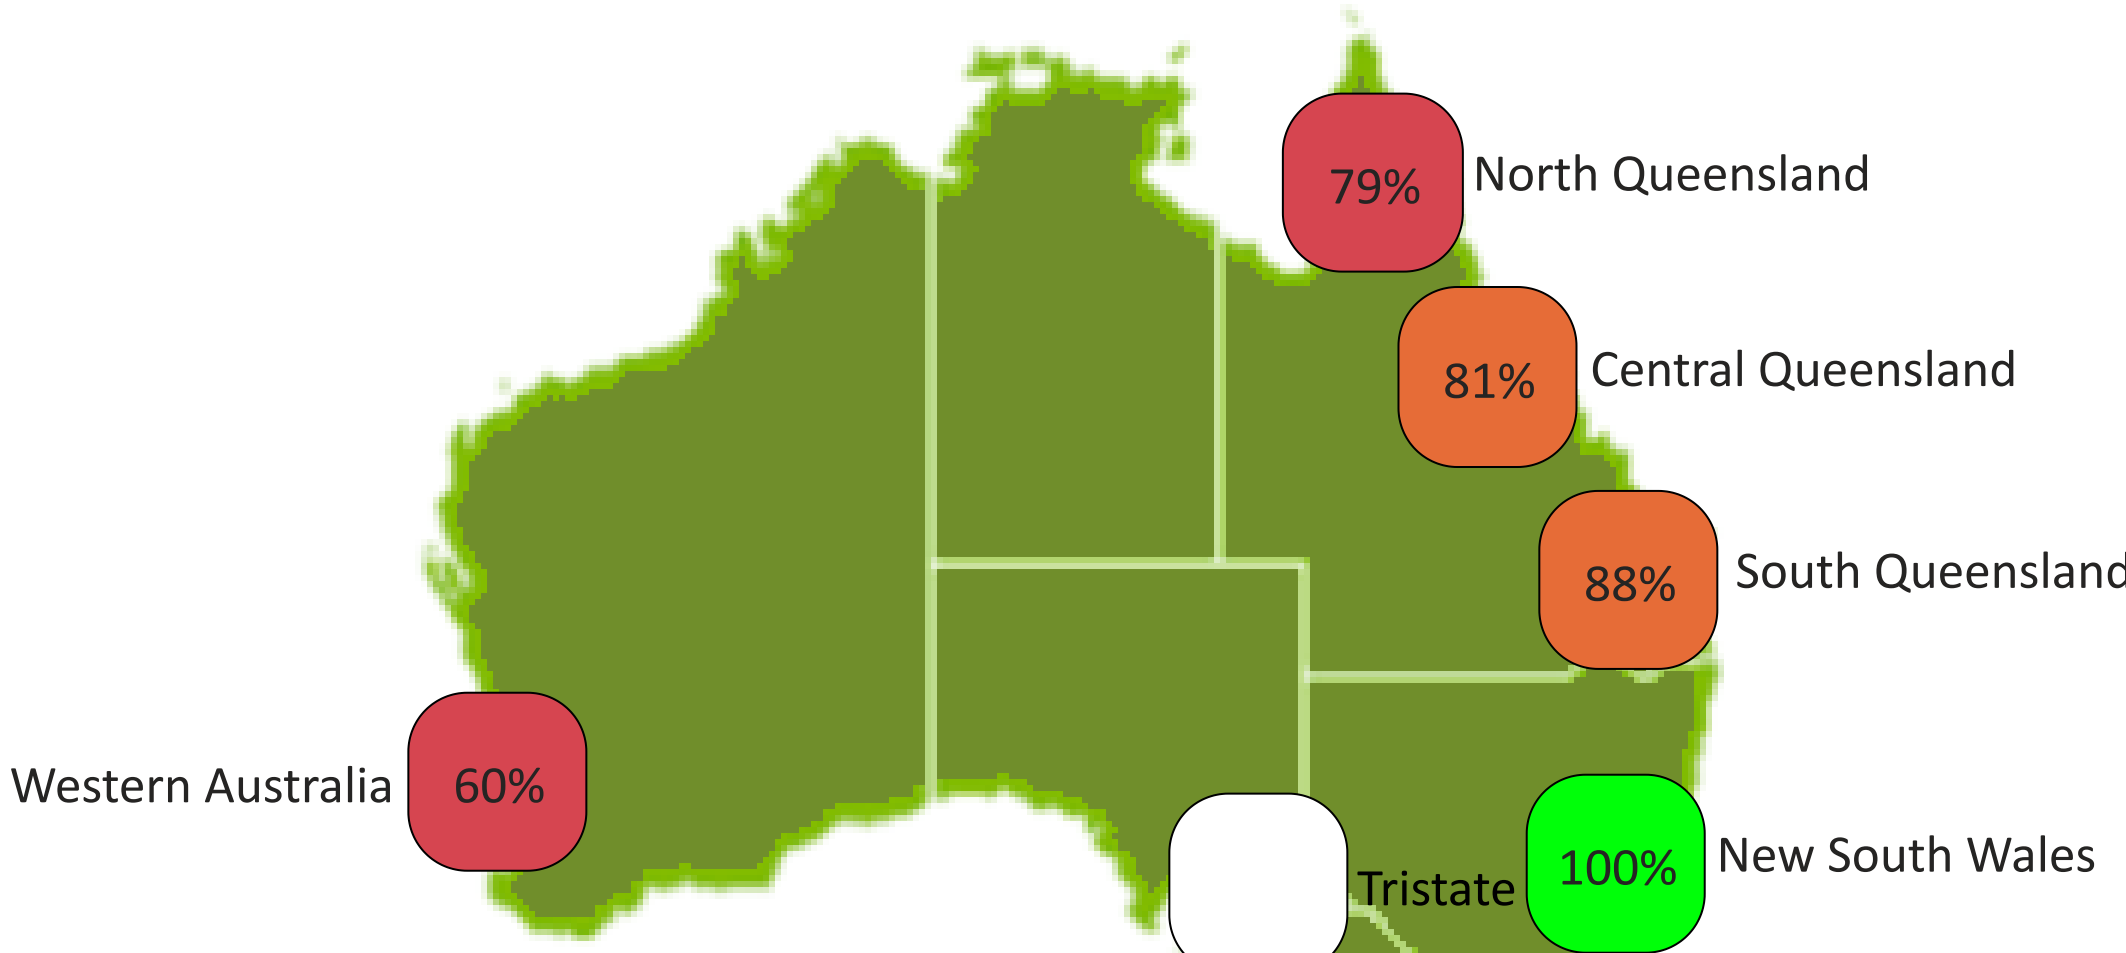 79%
North Queensland
81%
Central Queensland
88%
South Queensland
Western Australia
60%
Tristate
100%
New South Wales